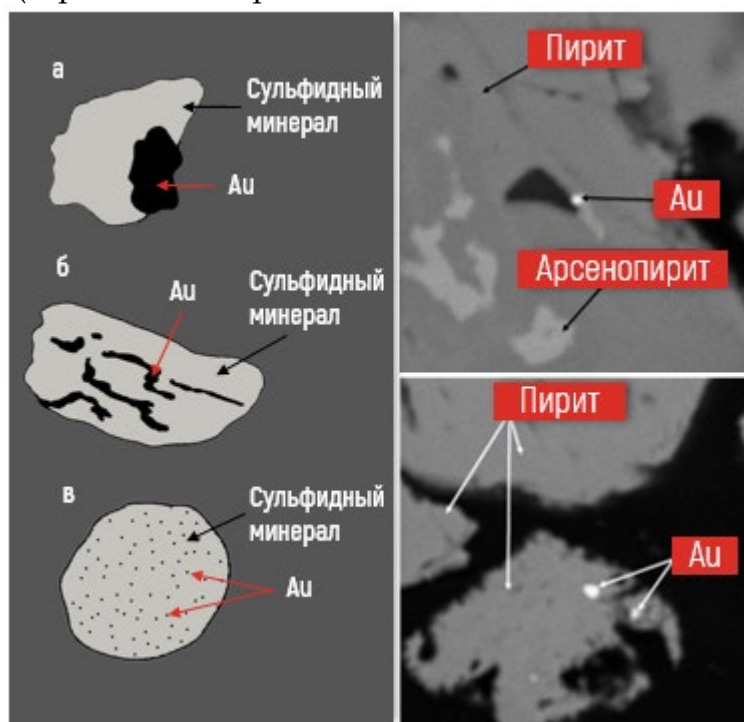 а
Сульфидный
минерал
Au
б
Au
Сульфидный
минерал
в
Сульфидный
минерал
Au
Пирит
Au
Арсенопирит
Пирит
Au